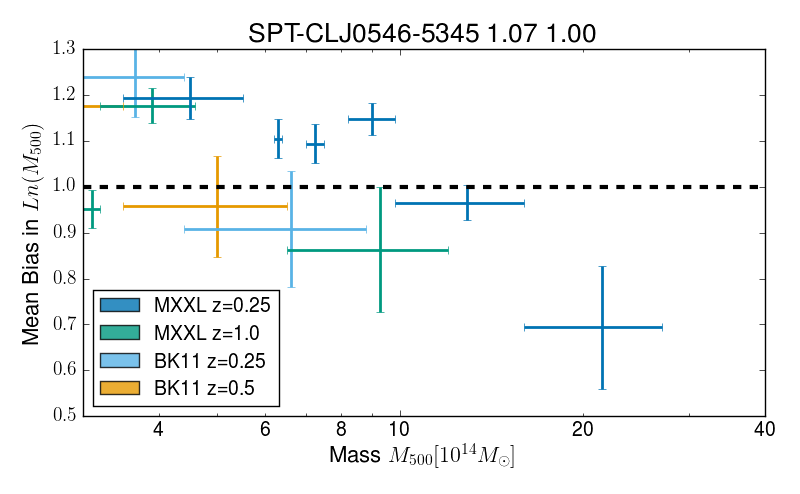 SPT-CLJ0546-5345 1.07 1.00
Mean Bias in Ln(M₅₀₀)
1.3
1.2
1.1
1.0
0.9
0.8
0.7
0.6
0.5
MXXL z=0.25
MXXL z=1.0
BK11 z=0.25
BK11 z=0.5
4 6 8 10 20 40
Mass M₅₀₀[10¹⁴M☉]